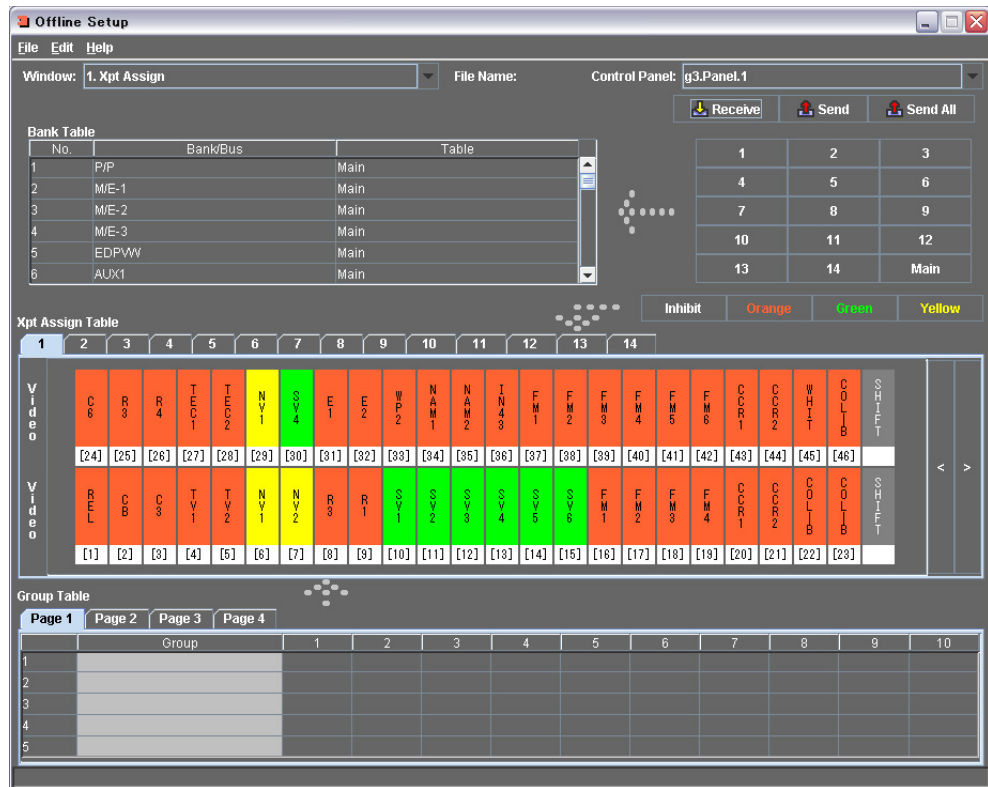 Offline Setup
File Edit Help
Window: 1. Xpt Assign File Name: Control Panel: g3.Panel.1
Receive Send Send All
Bank Table
No. Bank/Bus Table
1 P/P Main
2 M/E-1 Main
3 M/E-2 Main
4 M/E-3 Main
5 EDPVW Main
6 AUX1 Main
1 2 3
4 5 6
7 8 9
10 11 12
13 14 Main
Inhibit Orange Green Yellow
Xpt Assign Table
1 2 3 4 5 6 7 8 9 10 11 12 13 14
Video C6 R3 R4 TEC1 TEC2 NV1 SV4 E1 E2 WP2 NAM1 NAM2 IN43 FM1 FM2 FM3 FM4 FM5 FM6 CCR1 CCR2 WHIT COL|B SHIFT
[24] [25] [26] [27] [28] [29] [30] [31] [32] [33] [34] [35] [36] [37] [38] [39] [40] [41] [42] [43] [44] [45] [46]
< >
Video REL CB C3 TV1 TV2 NV1 NV2 R3 R1 SV1 SV2 SV3 SV4 SV5 SV6 FM1 FM2 FM3 FM4 CCR1 CCR2 COL|B COL|B SHIFT
[1] [2] [3] [4] [5] [6] [7] [8] [9] [10] [11] [12] [13] [14] [15] [16] [17] [18] [19] [20] [21] [22] [23]
Group Table
Page 1 Page 2 Page 3 Page 4
Group 1 2 3 4 5 6 7 8 9 10
1
2
3
4
5